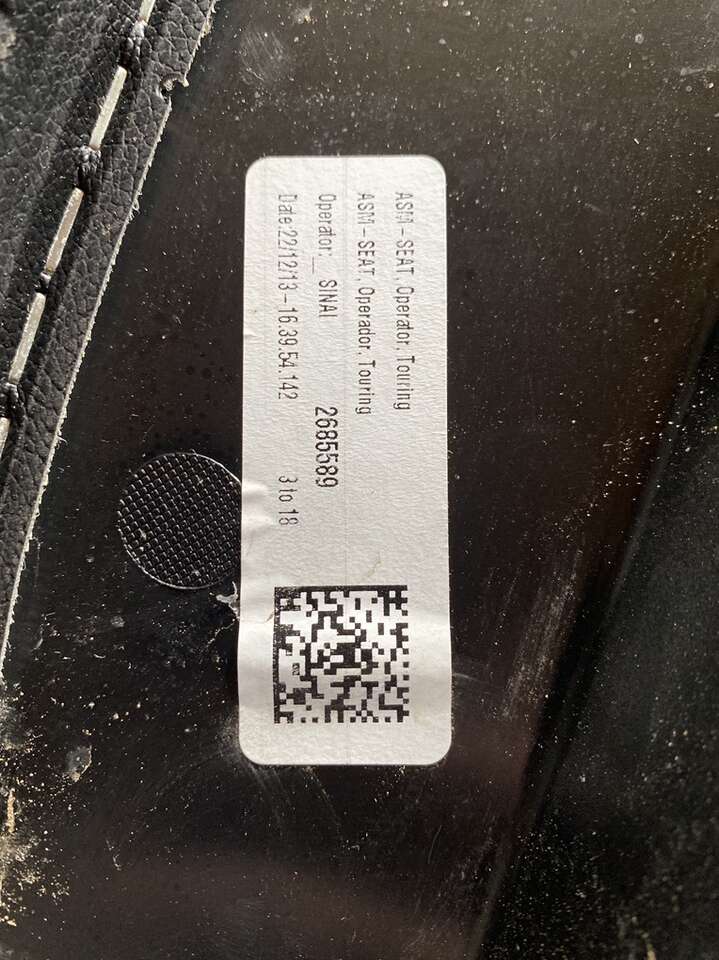 ASM-SEAT, Operator, Touring
ASM-SEAT, Operador, Touring
Operator:_ SINAI 2685589
Date:22/12/13-16.39.54.142 3 to 18